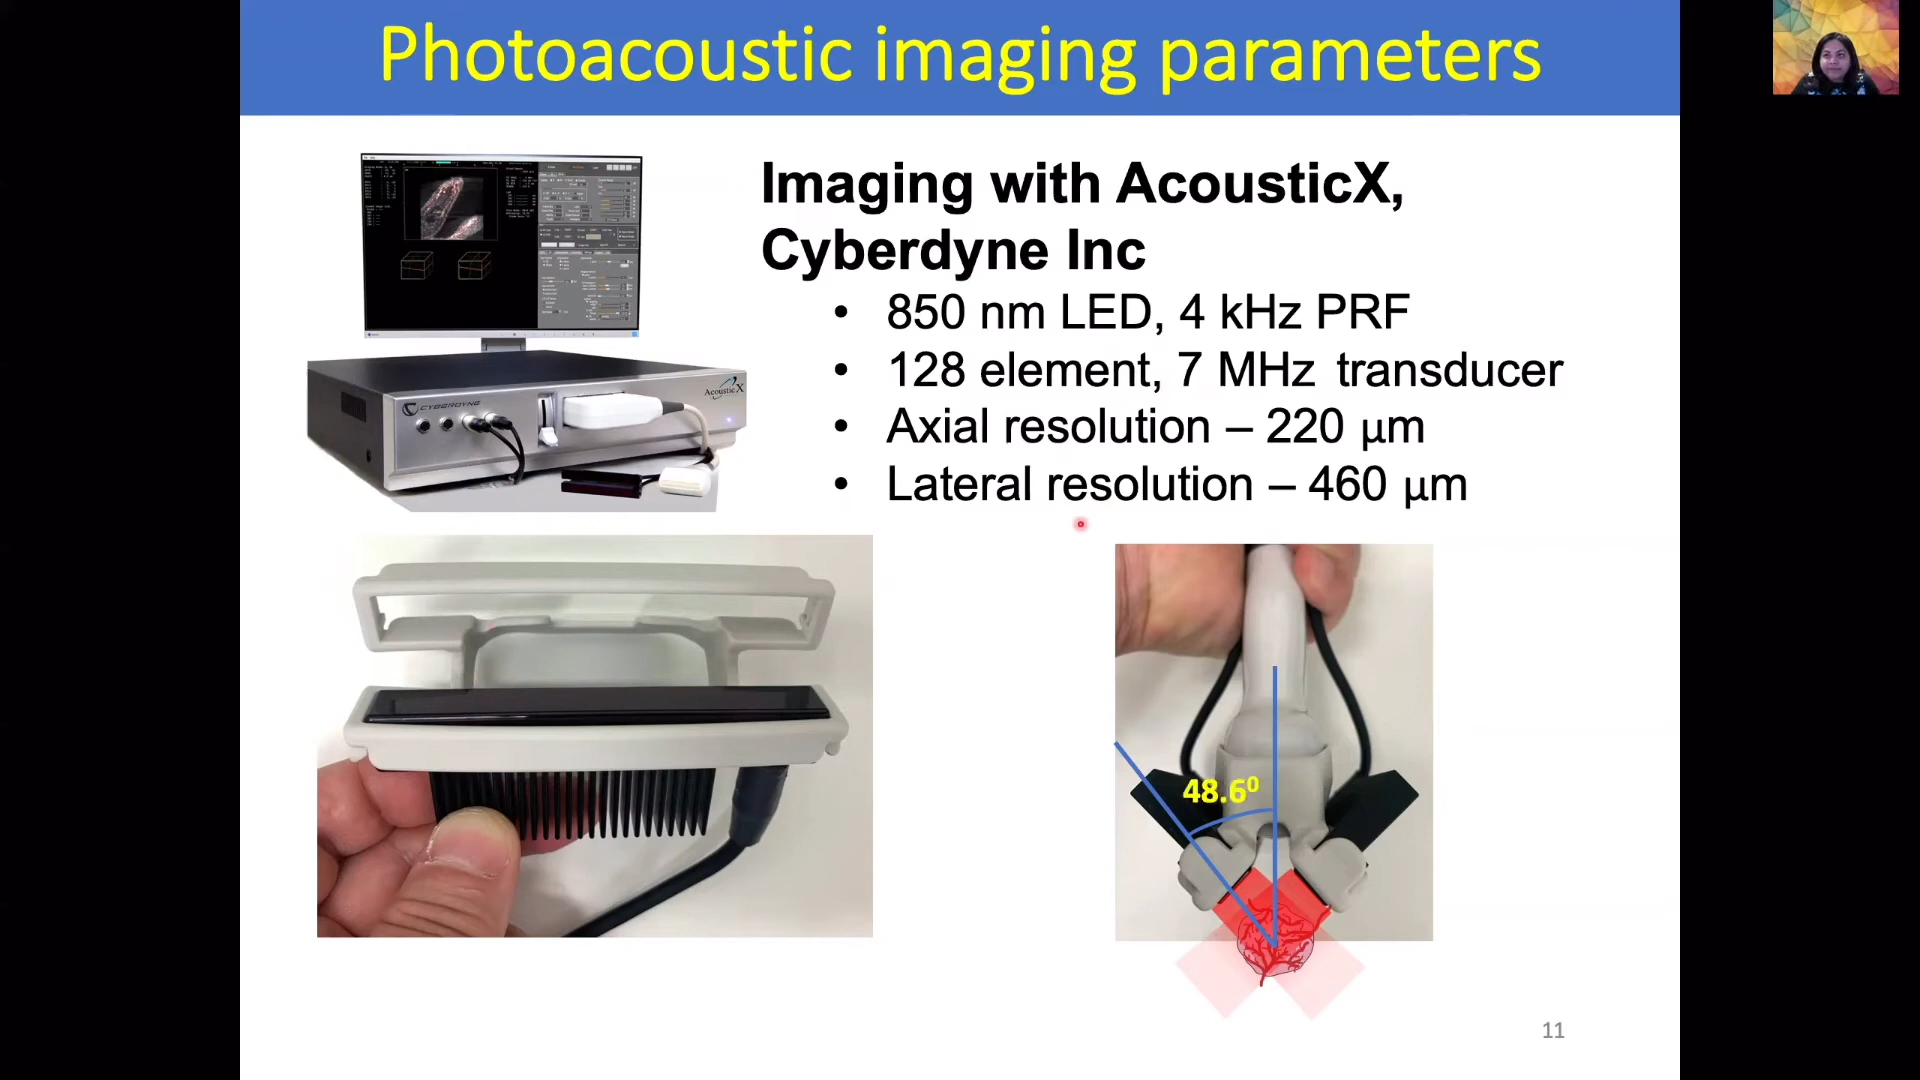 Photoacoustic imaging parameters
Imaging with AcousticX,
Cyberdyne Inc
• 850 nm LED, 4 kHz PRF
• 128 element, 7 MHz transducer
• Axial resolution – 220 µm
• Lateral resolution – 460 µm
AcousticX
CYBERDYNE
48.6⁰
11